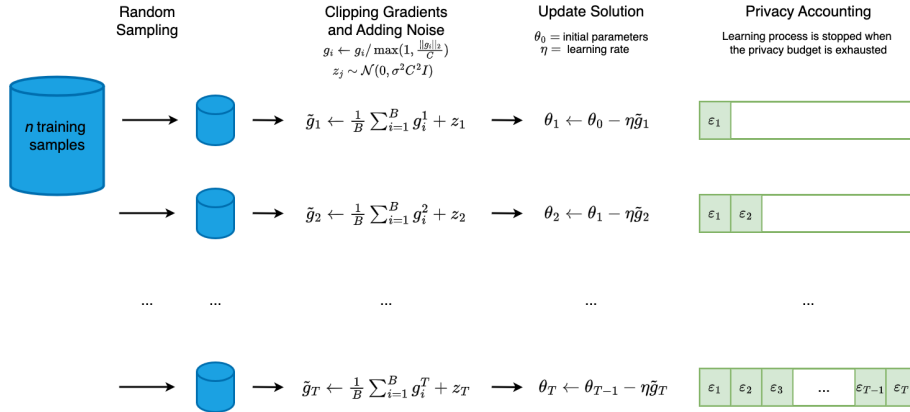 Random
Sampling
Clipping Gradients
and Adding Noise
g_i ← g_i / max(1, ||g_i||_2 / C)
z_j ∼ 𝒩(0, σ²C²I)
Update Solution
θ_0 = initial parameters
η = learning rate
Privacy Accounting
Learning process is stopped when
the privacy budget is exhausted
n training
samples
g̃_1 ← 1/B ∑_{i=1}^B g_i^1 + z_1
θ_1 ← θ_0 − ηg̃_1
ε_1
g̃_2 ← 1/B ∑_{i=1}^B g_i^2 + z_2
θ_2 ← θ_1 − ηg̃_2
ε_1 ε_2
... ... ... ... ...
g̃_T ← 1/B ∑_{i=1}^B g_i^T + z_T
θ_T ← θ_{T−1} − ηg̃_T
ε_1 ε_2 ε_3 ... ε_{T−1} ε_T